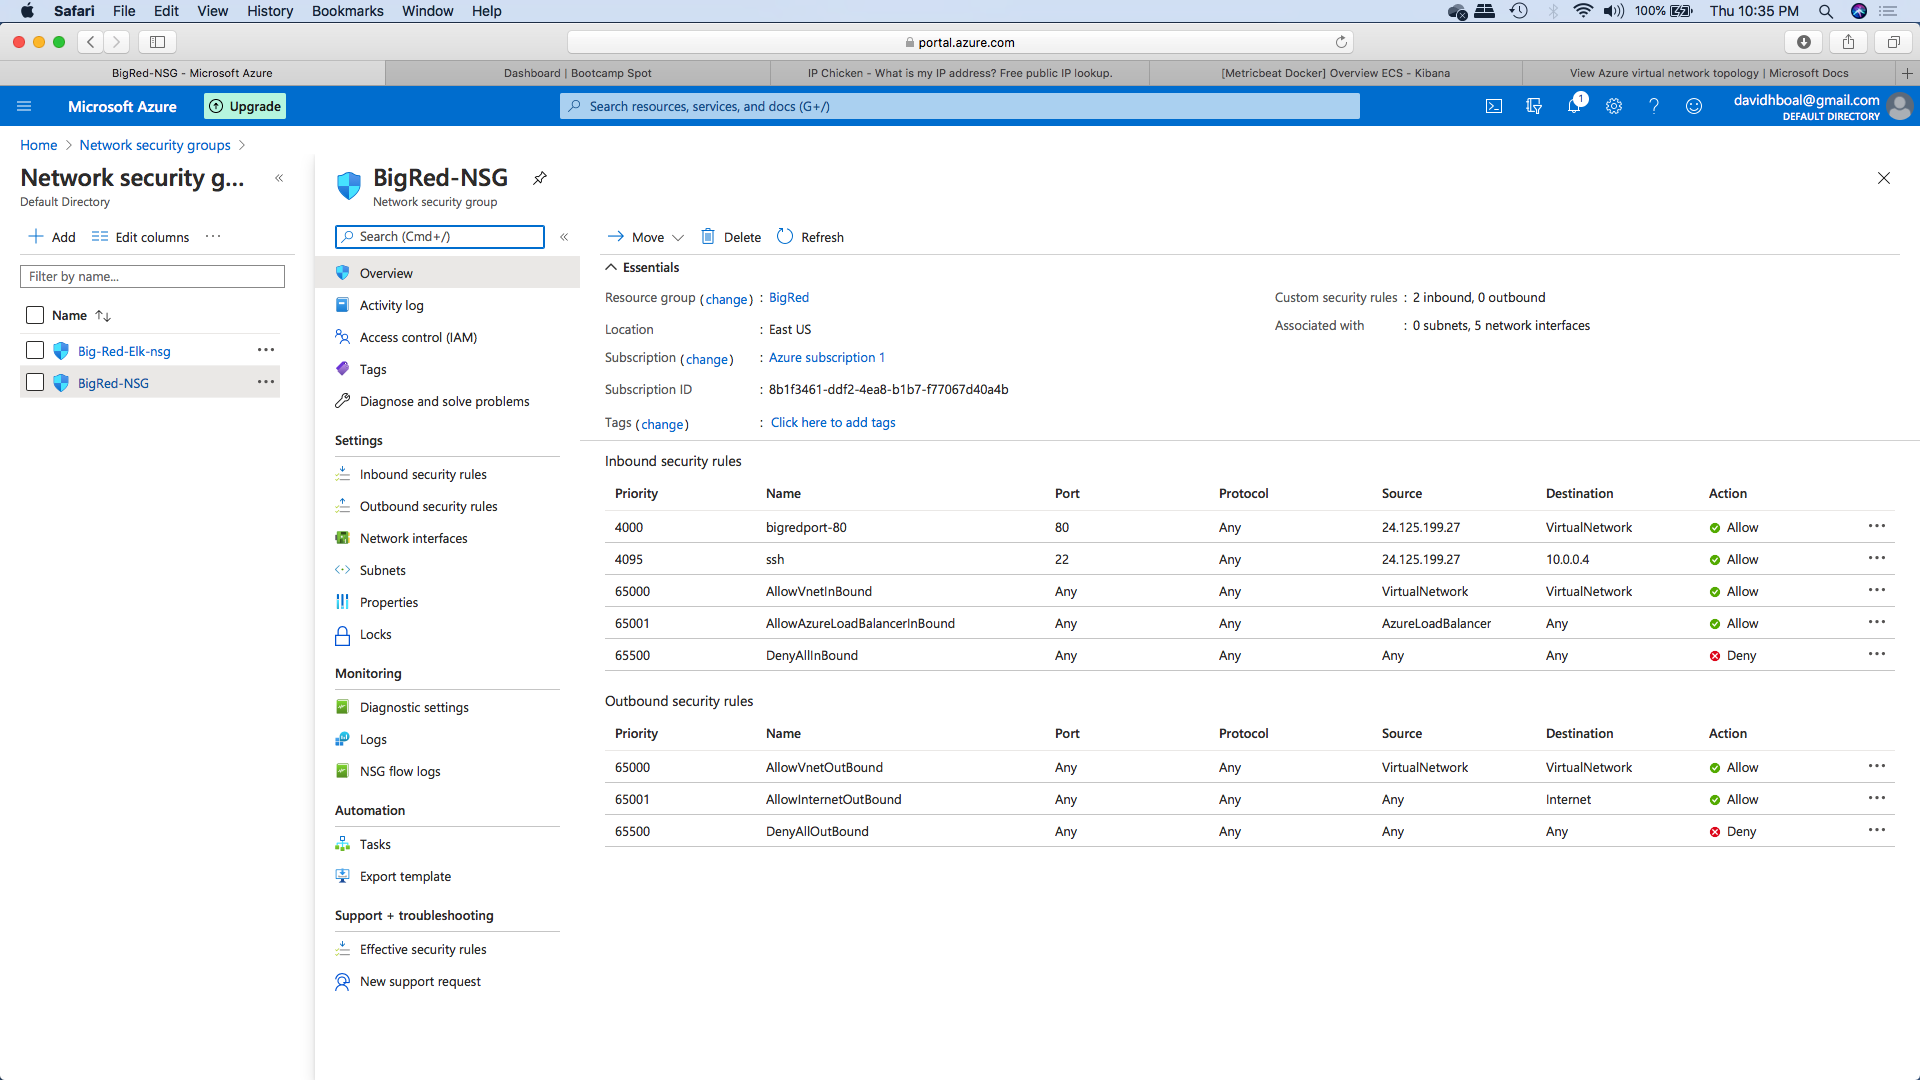 Safari File Edit View History Bookmarks Window Help 100% Thu 10:35 PM
portal.azure.com
BigRed-NSG - Microsoft Azure Dashboard | Bootcamp Spot IP Chicken - What is my IP address? Free public IP lookup. [Metricbeat Docker] Overview ECS - Kibana View Azure virtual network topology | Microsoft Docs
Microsoft Azure Upgrade Search resources, services, and docs (G+/) 1 davidhboal@gmail.com
DEFAULT DIRECTORY
Home > Network security groups >
Network security g...
Default Directory
Add Edit columns ...
Filter by name...
Name
Big-Red-Elk-nsg
BigRed-NSG
BigRed-NSG
Network security group
Search (Cmd+/)
Overview
Activity log
Access control (IAM)
Tags
Diagnose and solve problems
Settings
Inbound security rules
Outbound security rules
Network interfaces
Subnets
Properties
Locks
Monitoring
Diagnostic settings
Logs
NSG flow logs
Automation
Tasks
Export template
Support + troubleshooting
Effective security rules
New support request
Move Delete Refresh
Essentials
Resource group (change) : BigRed
Location : East US
Subscription (change) : Azure subscription 1
Subscription ID : 8b1f3461-ddf2-4ea8-b1b7-f77067d40a4b
Tags (change) : Click here to add tags
Custom security rules : 2 inbound, 0 outbound
Associated with : 0 subnets, 5 network interfaces
Inbound security rules
Priority Name Port Protocol Source Destination Action
4000 bigredport-80 80 Any 24.125.199.27 VirtualNetwork Allow
4095 ssh 22 Any 24.125.199.27 10.0.0.4 Allow
65000 AllowVnetInBound Any Any VirtualNetwork VirtualNetwork Allow
65001 AllowAzureLoadBalancerInBound Any Any AzureLoadBalancer Any Allow
65500 DenyAllInBound Any Any Any Any Deny
Outbound security rules
Priority Name Port Protocol Source Destination Action
65000 AllowVnetOutBound Any Any VirtualNetwork VirtualNetwork Allow
65001 AllowInternetOutBound Any Any Any Internet Allow
65500 DenyAllOutBound Any Any Any Any Deny